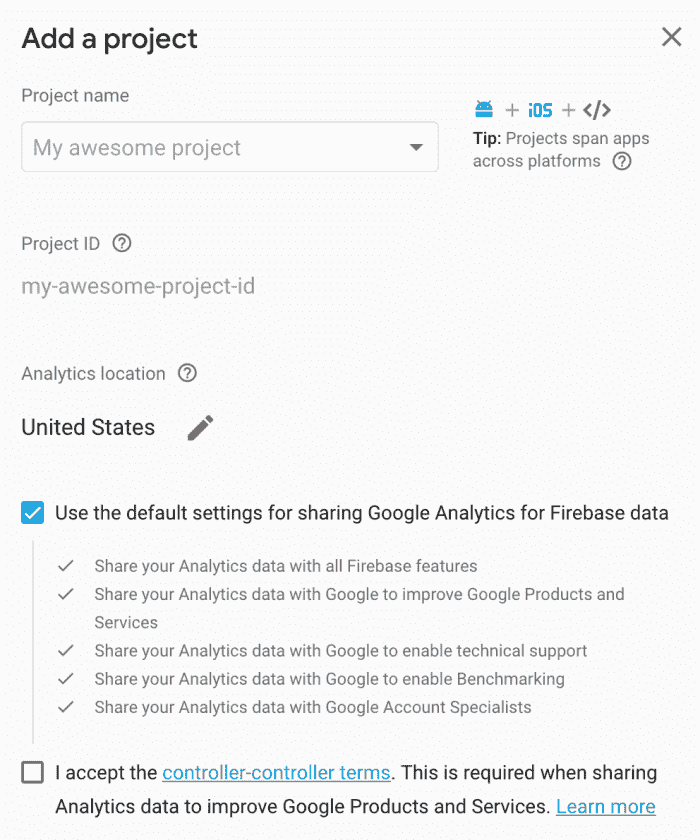 Add a project
Project name
My awesome project
iOS
Tip: Projects span apps
across platforms
Project ID
my-awesome-project-id
Analytics location
United States
Use the default settings for sharing Google Analytics for Firebase data
Share your Analytics data with all Firebase features
Share your Analytics data with Google to improve Google Products and
Services
Share your Analytics data with Google to enable technical support
Share your Analytics data with Google to enable Benchmarking
Share your Analytics data with Google Account Specialists
I accept the controller-controller terms. This is required when sharing
Analytics data to improve Google Products and Services. Learn more